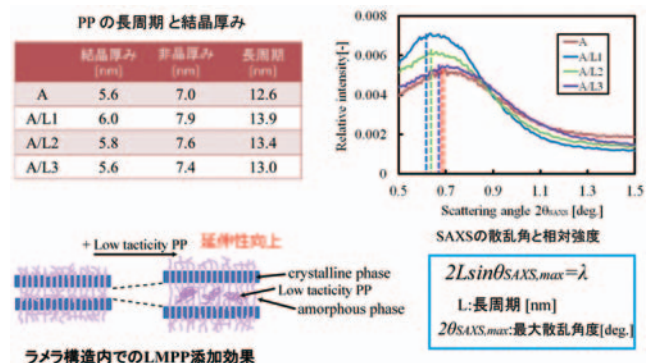 PP の長周期と結晶厚み
結晶厚み [nm] 非晶厚み [nm] 長周期 [nm]
A 5.6 7.0 12.6
A/L1 6.0 7.9 13.9
A/L2 5.8 7.6 13.4
A/L3 5.6 7.4 13.0
0.008
0.006
0.004
0.002
0
Relative intensity[-]
A
A/L1
A/L2
A/L3
0.5 0.7 0.9 1.1 1.3 1.5
Scattering angle 2θSAXS [deg.]
SAXSの散乱角と相対強度
+ Low tacticity PP
延伸性向上
crystalline phase
Low tacticity PP
amorphous phase
ラメラ構造内でのLMPP添加効果
2LsinθSAXS,max=λ
L:長周期 [nm]
2θSAXS,max:最大散乱角度[deg.]